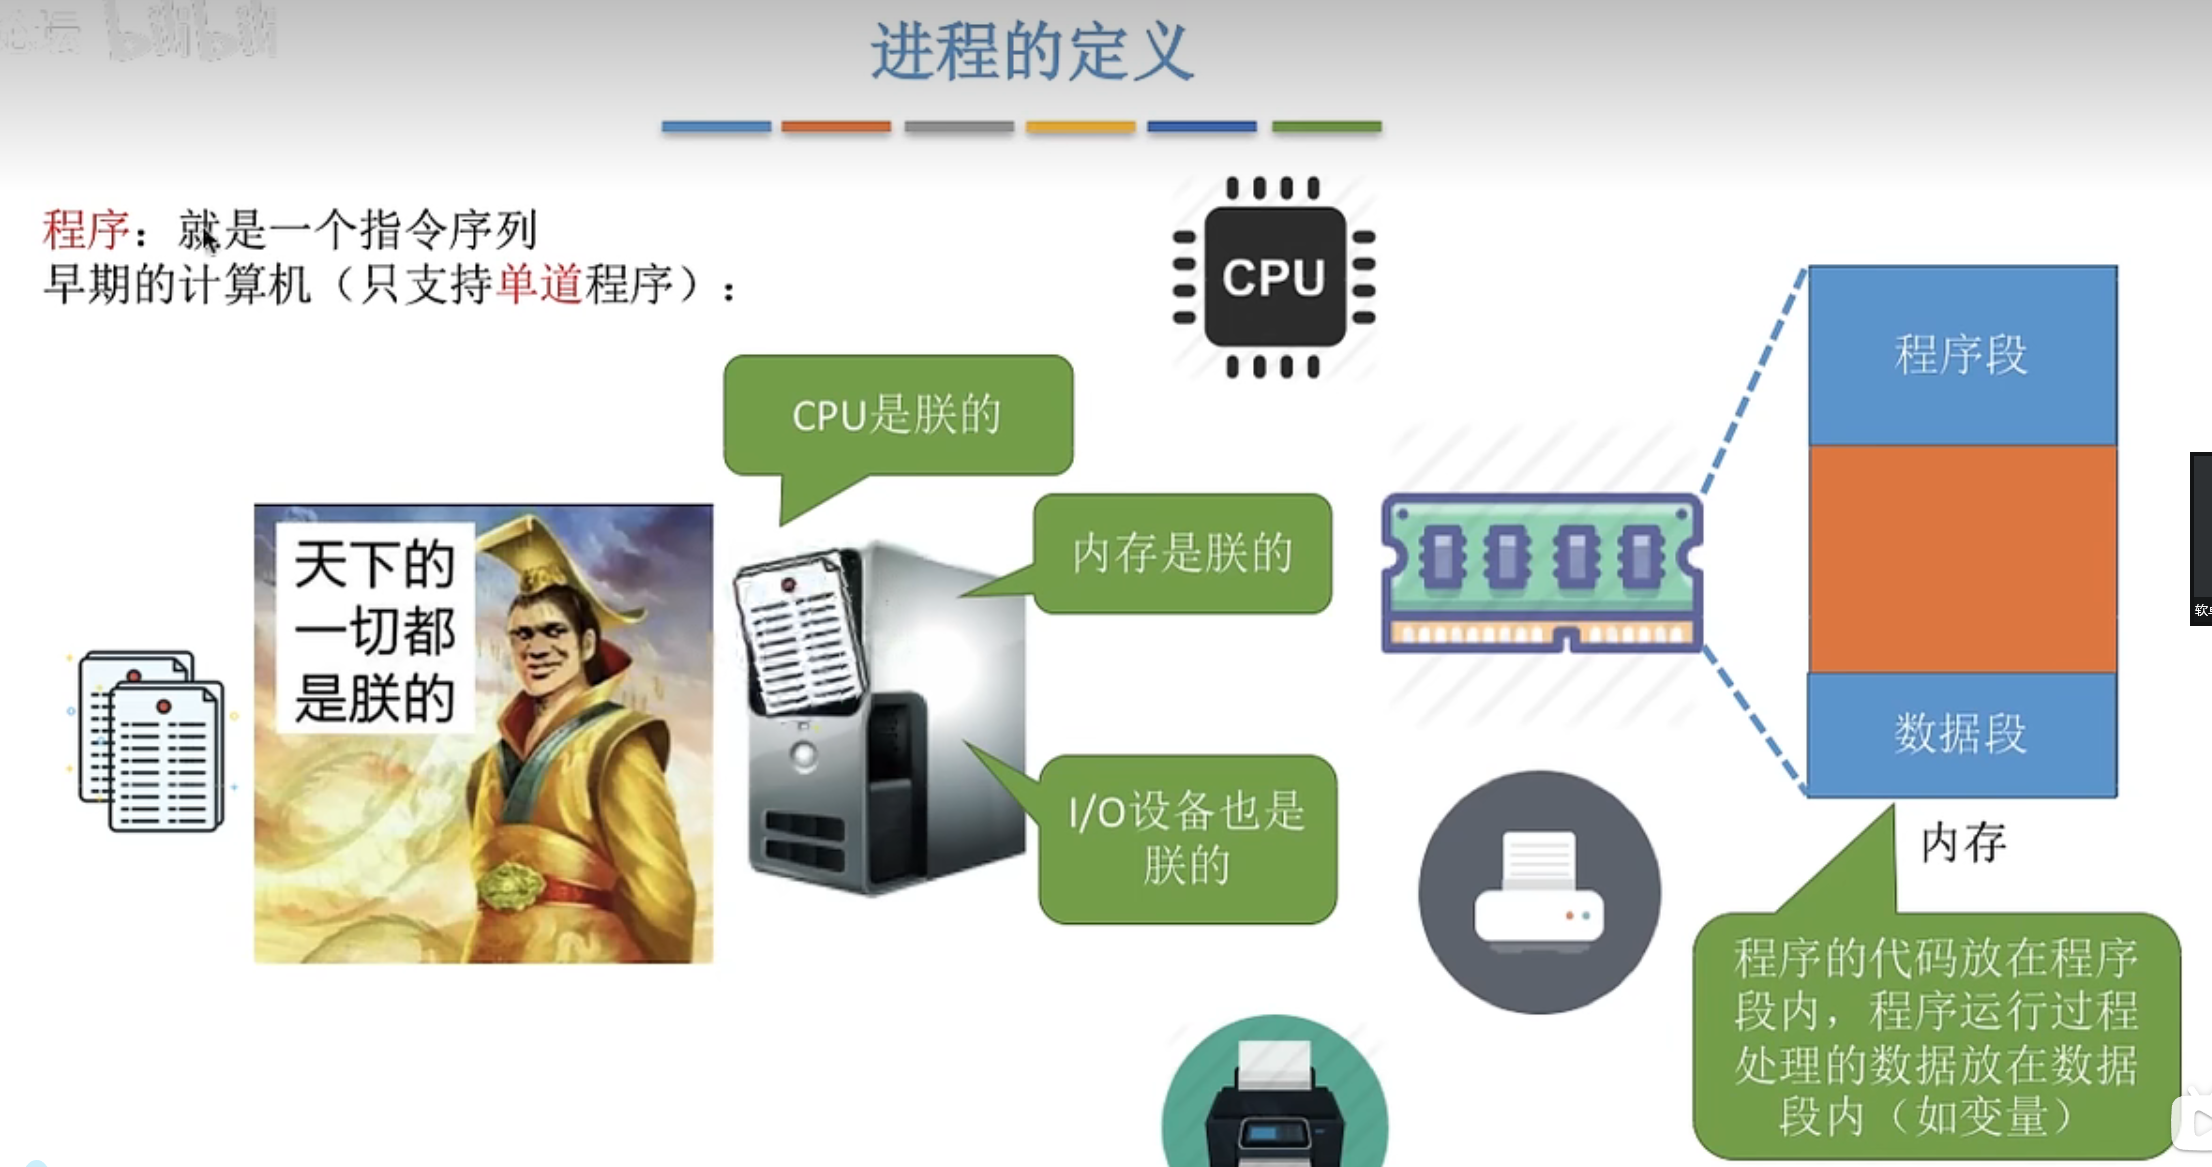 进程的定义
程序：就是一个指令序列
早期的计算机（只支持单道程序）：
CPU
CPU是朕的
内存是朕的
I/O设备也是
朕的
天下的
一切都
是朕的
程序段
数据段
内存
程序的代码放在程序
段内，程序运行过程
处理的数据放在数据
段内（如变量）
bilibili